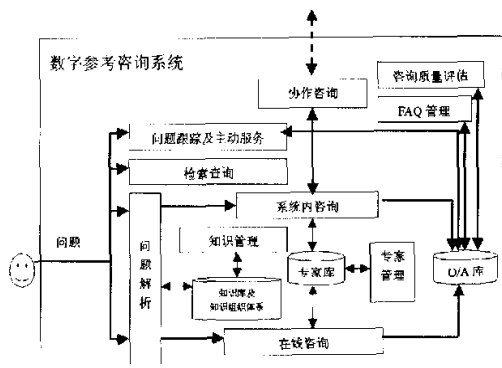 数字参考咨询系统
咨询质量评估
协作咨询
FAQ 管理
问题跟踪及主动服务
检索查询
系统内咨询
问题
问题解析
知识管理
专家库
专家管理
Q/A 库
知识库及
知识组织体系
在线咨询